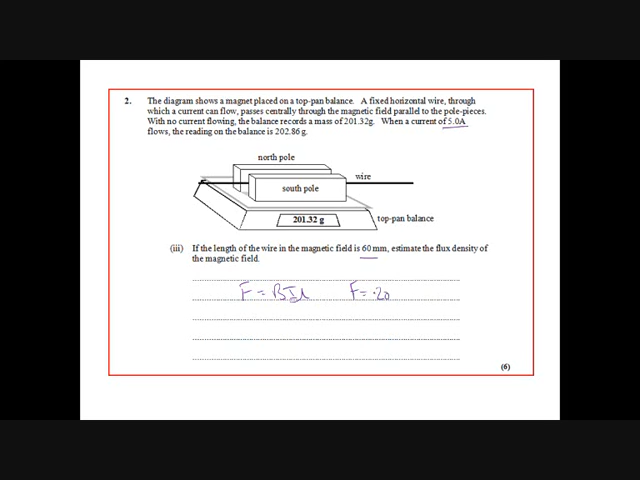 2. The diagram shows a magnet placed on a top-pan balance. A fixed horizontal wire, through
which a current can flow, passes centrally through the magnetic field parallel to the pole-pieces.
With no current flowing, the balance records a mass of 201.32g. When a current of 5.0A
flows, the reading on the balance is 202.86 g.
north pole
wire
south pole
201.32 g
top-pan balance
(iii) If the length of the wire in the magnetic field is 60 mm, estimate the flux density of
the magnetic field.
F = BIl F = .20
(6)